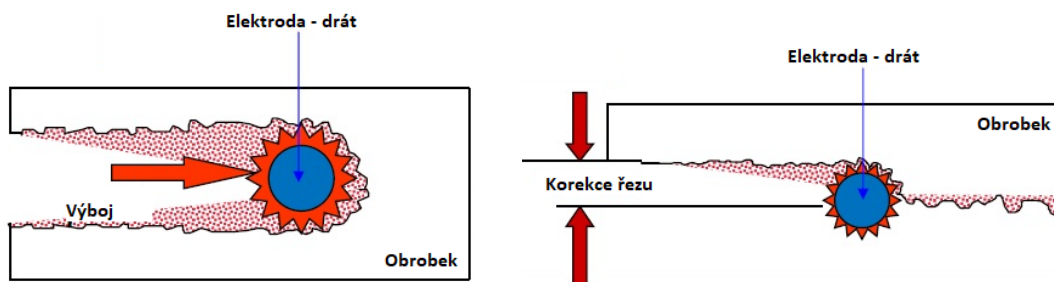 Elektroda - drát
Výboj
Obrobek
Elektroda - drát
Obrobek
Korekce řezu